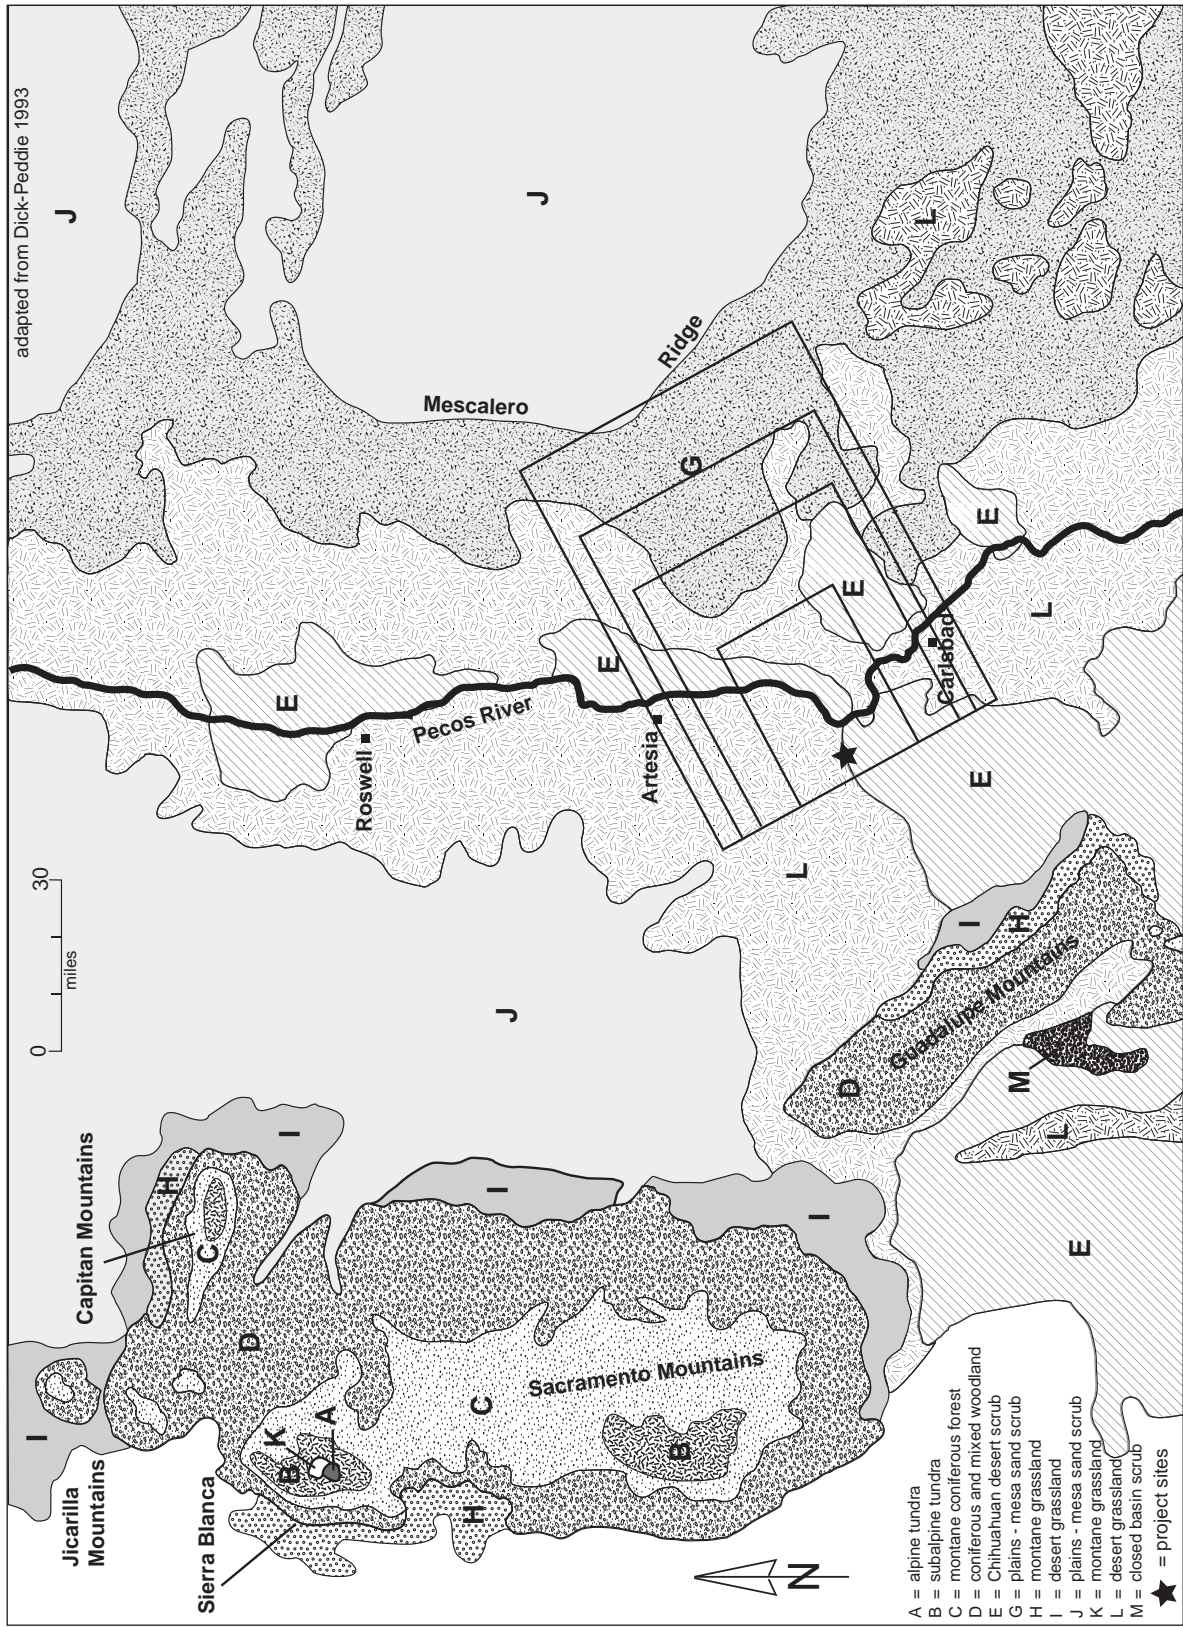 adapted from Dick-Peddie 1993
J
J
Mescalero
Ridge
L
G
E
E
E
E
L
Pecos River
Roswell
Artesia
Carlsbad
E
L
0
30
miles
J
I
H
Guadalupe Mountains
D
M
L
E
Capitan Mountains
H
I
C
I
I
D
I
Jicarilla
Mountains
Sierra Blanca
B
K
A
C
Sacramento Mountains
B
H
N
A = alpine tundra
B = subalpine tundra
C = montane coniferous forest
D = coniferous and mixed woodland
E = Chihuahuan desert scrub
G = plains - mesa sand scrub
H = montane grassland
I = desert grassland
J = plains - mesa sand scrub
K = montane grassland
L = desert grassland
M = closed basin scrub
= project sites